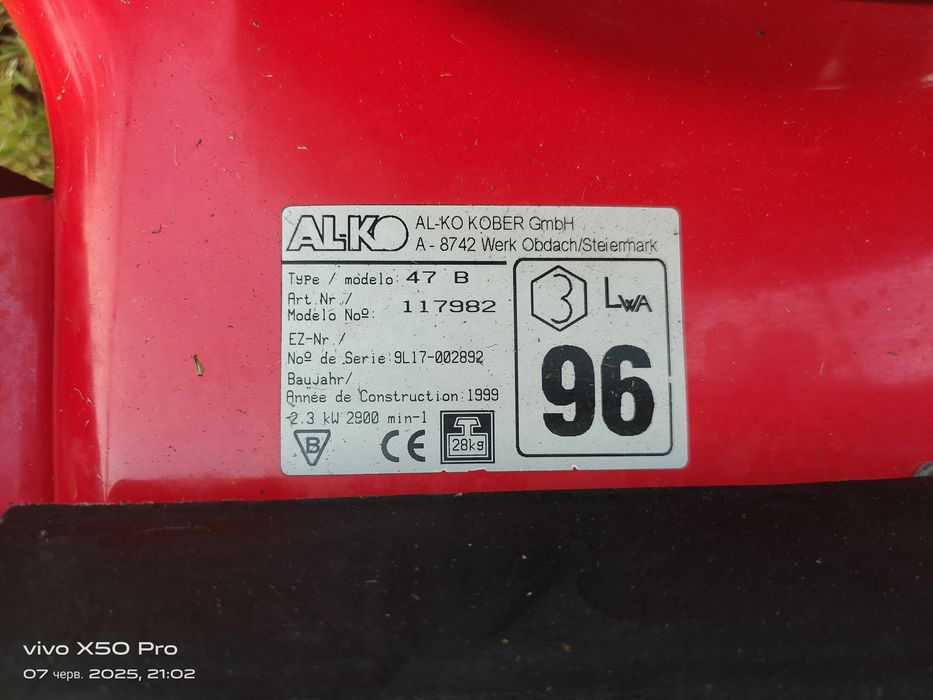 AL-KO
AL-KO KOBER GmbH
A - 8742 Werk Obdach/Steiermark
Type / modelo: 47 B
Art.Nr./
Modelo Noº: 117982
EZ-Nr./
Noº de Serie: 9L17-002892
Baujahr/
Année de Construction: 1999
2.3 kW 2900 min-1
B
CE
28kg
3
LWA
96
vivo X50 Pro
07 черв. 2025, 21:02